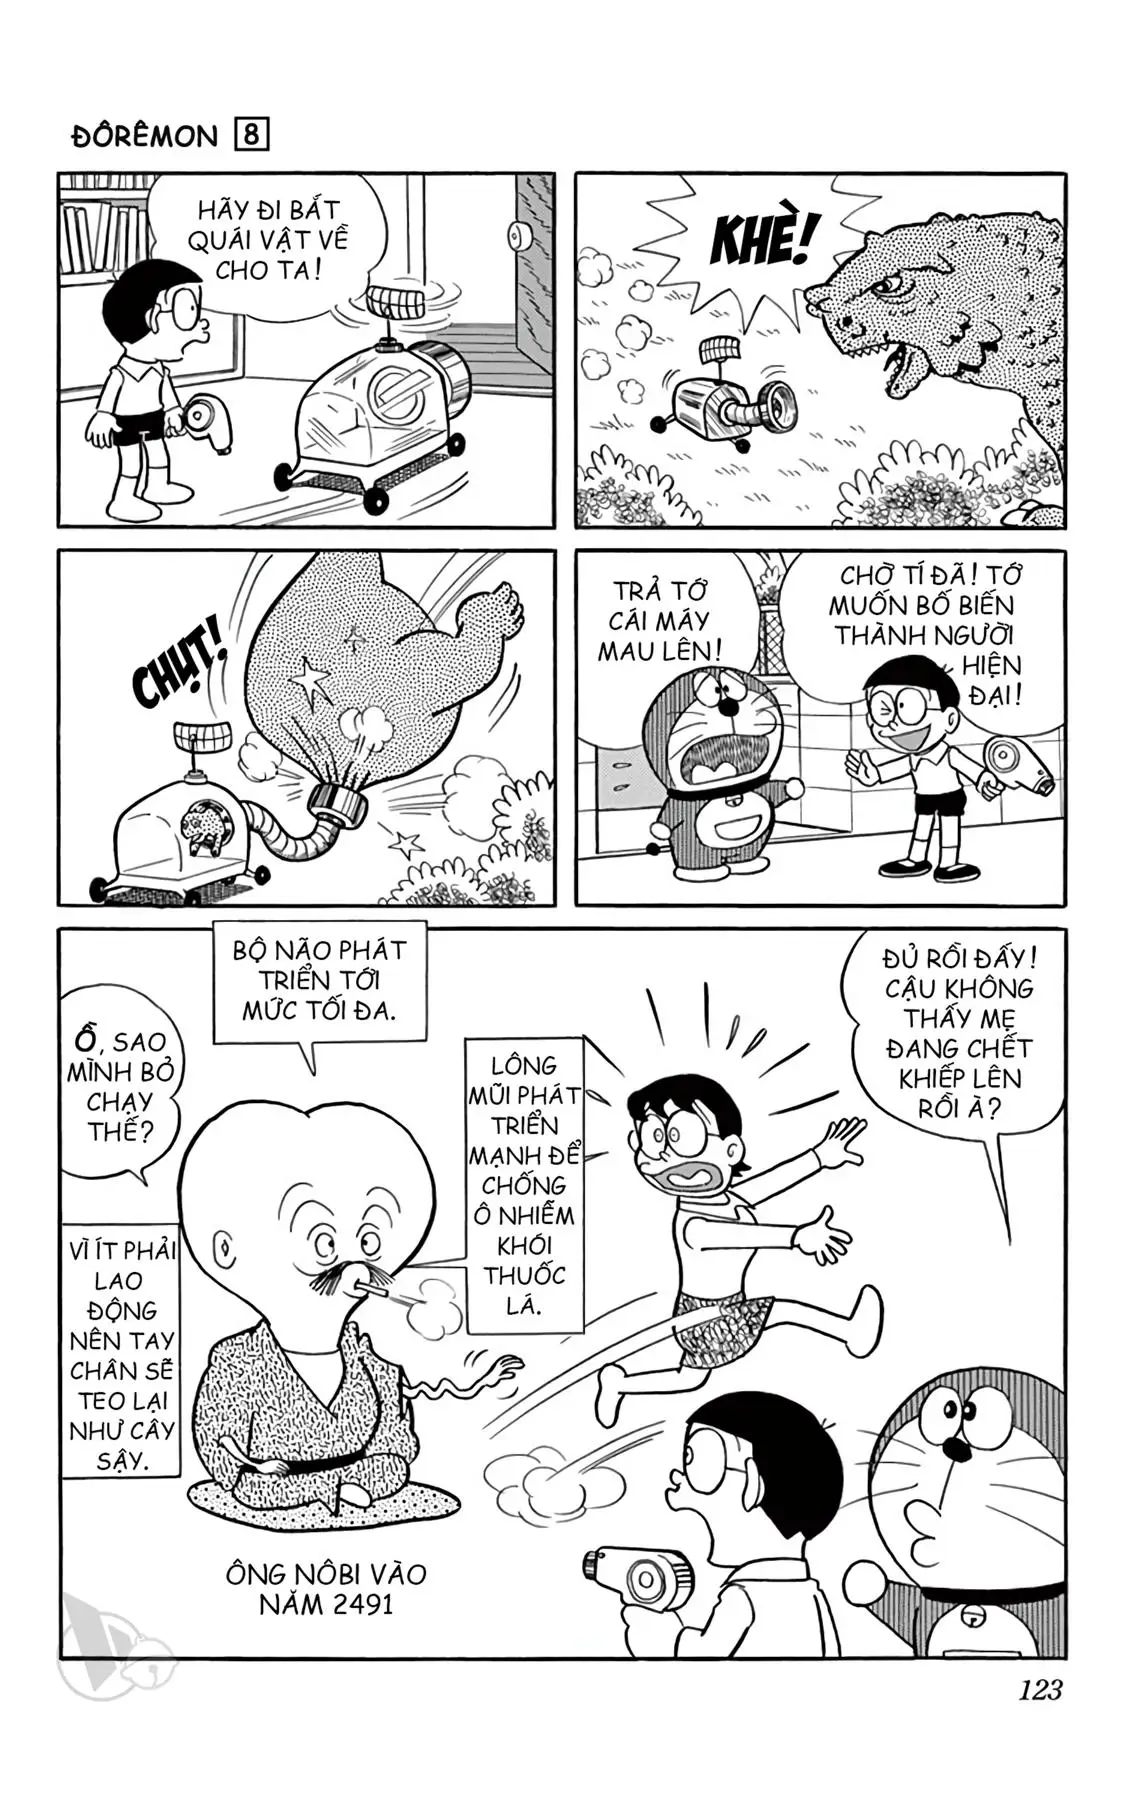 ĐÔRÊMON 8
HÃY ĐI BẮT
QUÁI VẬT VỀ
CHO TA!
KHÈ!
CHỤT!
TRẢ TỚ
CÁI MÁY
MAU LÊN!
CHỜ TÍ ĐÃ! TỚ
MUỐN BỐ BIẾN
THÀNH NGƯỜI
HIỆN
ĐẠI!
Ồ, SAO
MÌNH BỎ
CHẠY
THẾ?
BỘ NÃO PHÁT
TRIỂN TỚI
MỨC TỐI ĐA.
LÔNG
MŨI PHÁT
TRIỂN
MẠNH ĐỂ
CHỐNG
Ô NHIỄM
KHÓI
THUỐC
LÁ.
ĐỦ RỒI ĐẤY!
CẬU KHÔNG
THẤY MẸ
ĐANG CHẾT
KHIẾP LÊN
RỒI À?
VÌ ÍT PHẢI
LAO
ĐỘNG
NÊN TAY
CHÂN SẼ
TEO LẠI
NHƯ CÂY
SẬY.
ÔNG NÔBI VÀO
NĂM 2491
123